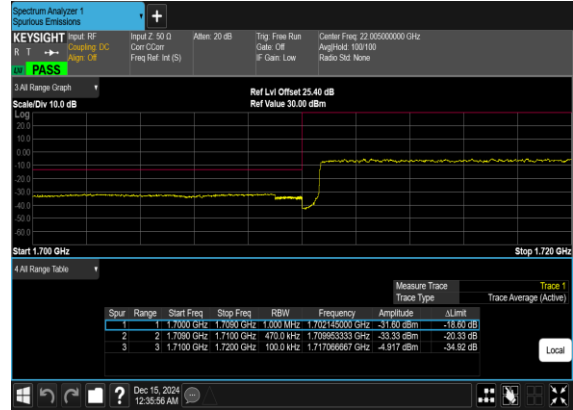 Spectrum Analyzer 1
Spurious Emissions
+
KEYSIGHT Input: RF Input Z: 50 Ω Atten: 20 dB Trig: Free Run Center Freq: 22.005000000 GHz
R T Coupling: DC Corr CCorr Gate: Off Avg|Hold: 100/100
Align: Off Freq Ref: Int (S) IF Gain: Low Radio Std: None
PASS
3 All Range Graph
Ref Lvl Offset 25.40 dB
Scale/Div 10.0 dB Ref Value 30.00 dBm
Log
20.0
10.0
0.00
-10.0
-20.0
-30.0
-40.0
-50.0
-60.0
Start 1.700 GHz Stop 1.720 GHz
4 All Range Table
Measure Trace Trace 1
Trace Type Trace Average (Active)
Spur Range Start Freq Stop Freq RBW Frequency Amplitude ΔLimit
1 1 1.7000 GHz 1.7090 GHz 1.000 MHz 1.702145000 GHz -31.60 dBm -18.60 dB
2 2 1.7090 GHz 1.7100 GHz 470.0 kHz 1.709953333 GHz -33.33 dBm -20.33 dB
3 3 1.7100 GHz 1.7200 GHz 100.0 kHz 1.717066667 GHz -4.917 dBm -34.92 dB
Local
? Dec 15, 2024
12:35:56 AM